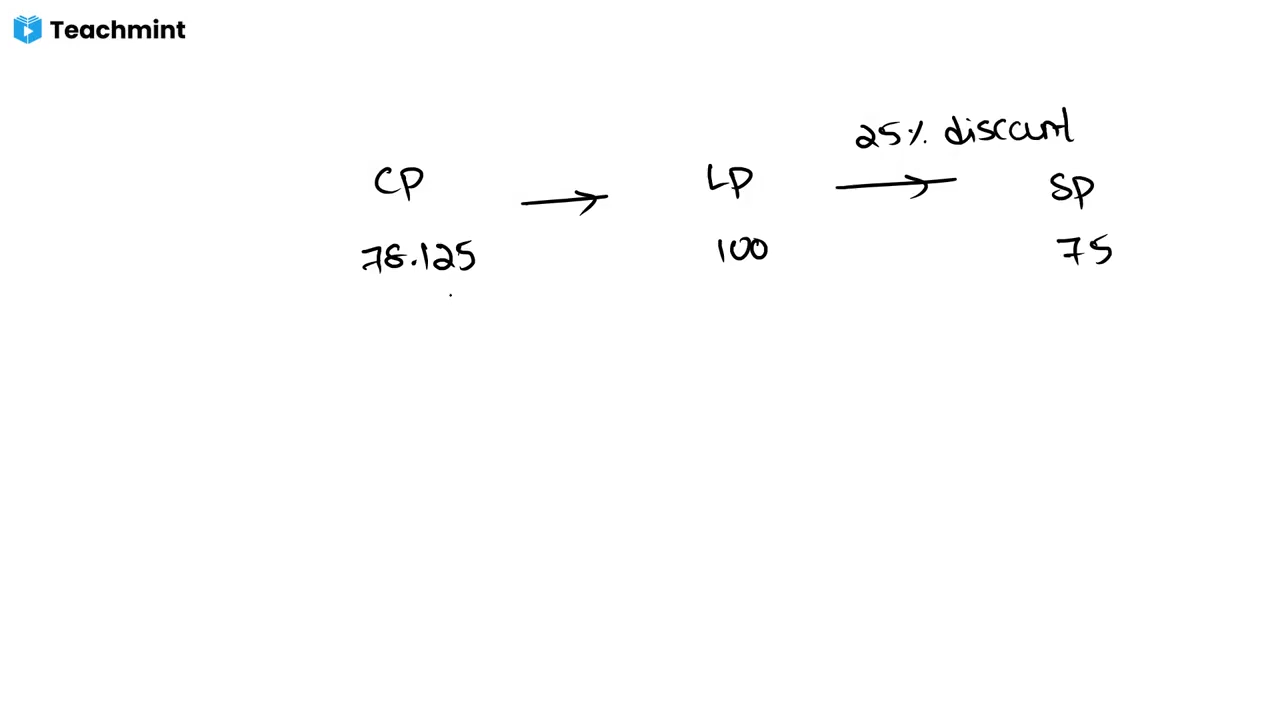 Teachmint
25% discount
CP → LP → SP
78.125 100 75